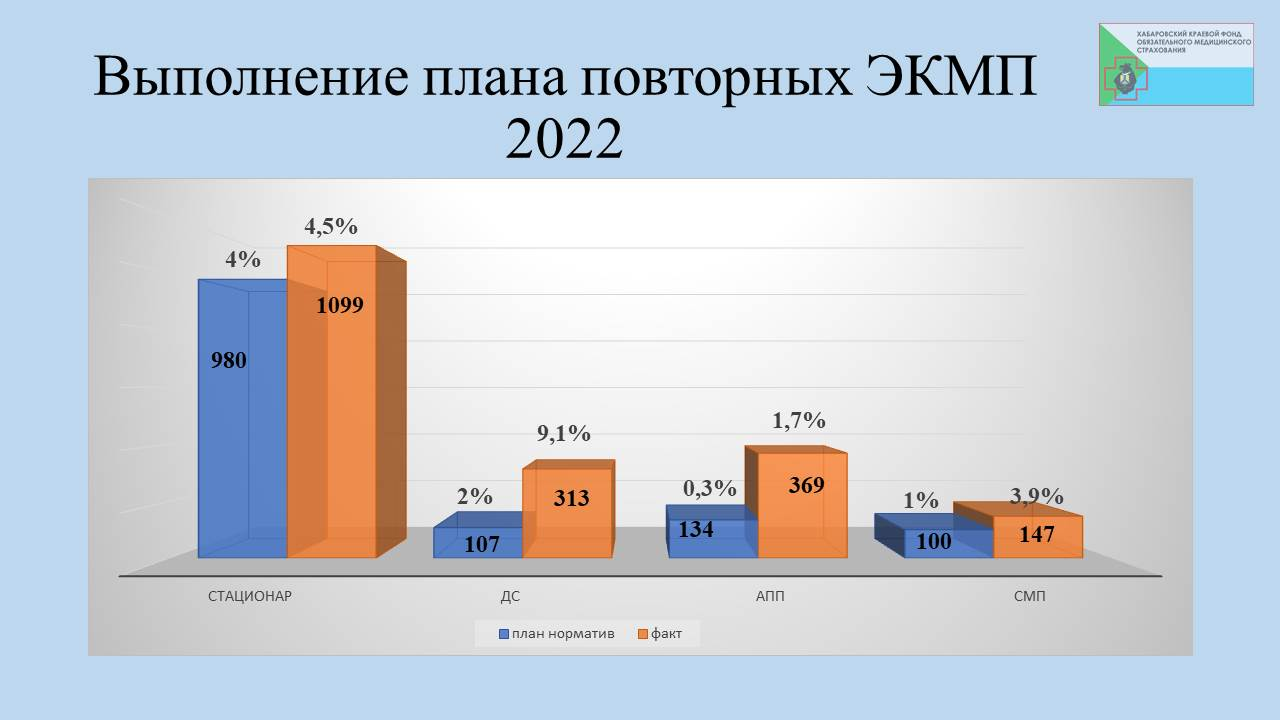 ХАБАРОВСКИЙ КРАЕВОЙ ФОНД
ОБЯЗАТЕЛЬНОГО МЕДИЦИНСКОГО
СТРАХОВАНИЯ
Выполнение плана повторных ЭКМП
2022
4%
4,5%
980
1099
2%
9,1%
107
313
0,3%
1,7%
134
369
1%
3,9%
100
147
СТАЦИОНАР
ДС
АПП
СМП
план норматив
факт